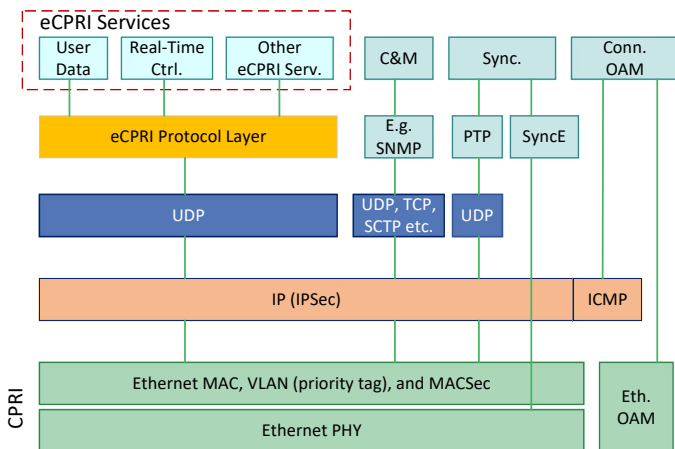 eCPRI Services
User
Data
Real-Time
Ctrl.
Other
eCPRI Serv.
C&M
Sync.
Conn.
OAM
eCPRI Protocol Layer
E.g.
SNMP
PTP
SyncE
UDP
UDP, TCP,
SCTP etc.
UDP
IP (IPSec)
ICMP
CPRI
Ethernet MAC, VLAN (priority tag), and MACSec
Eth.
OAM
Ethernet PHY